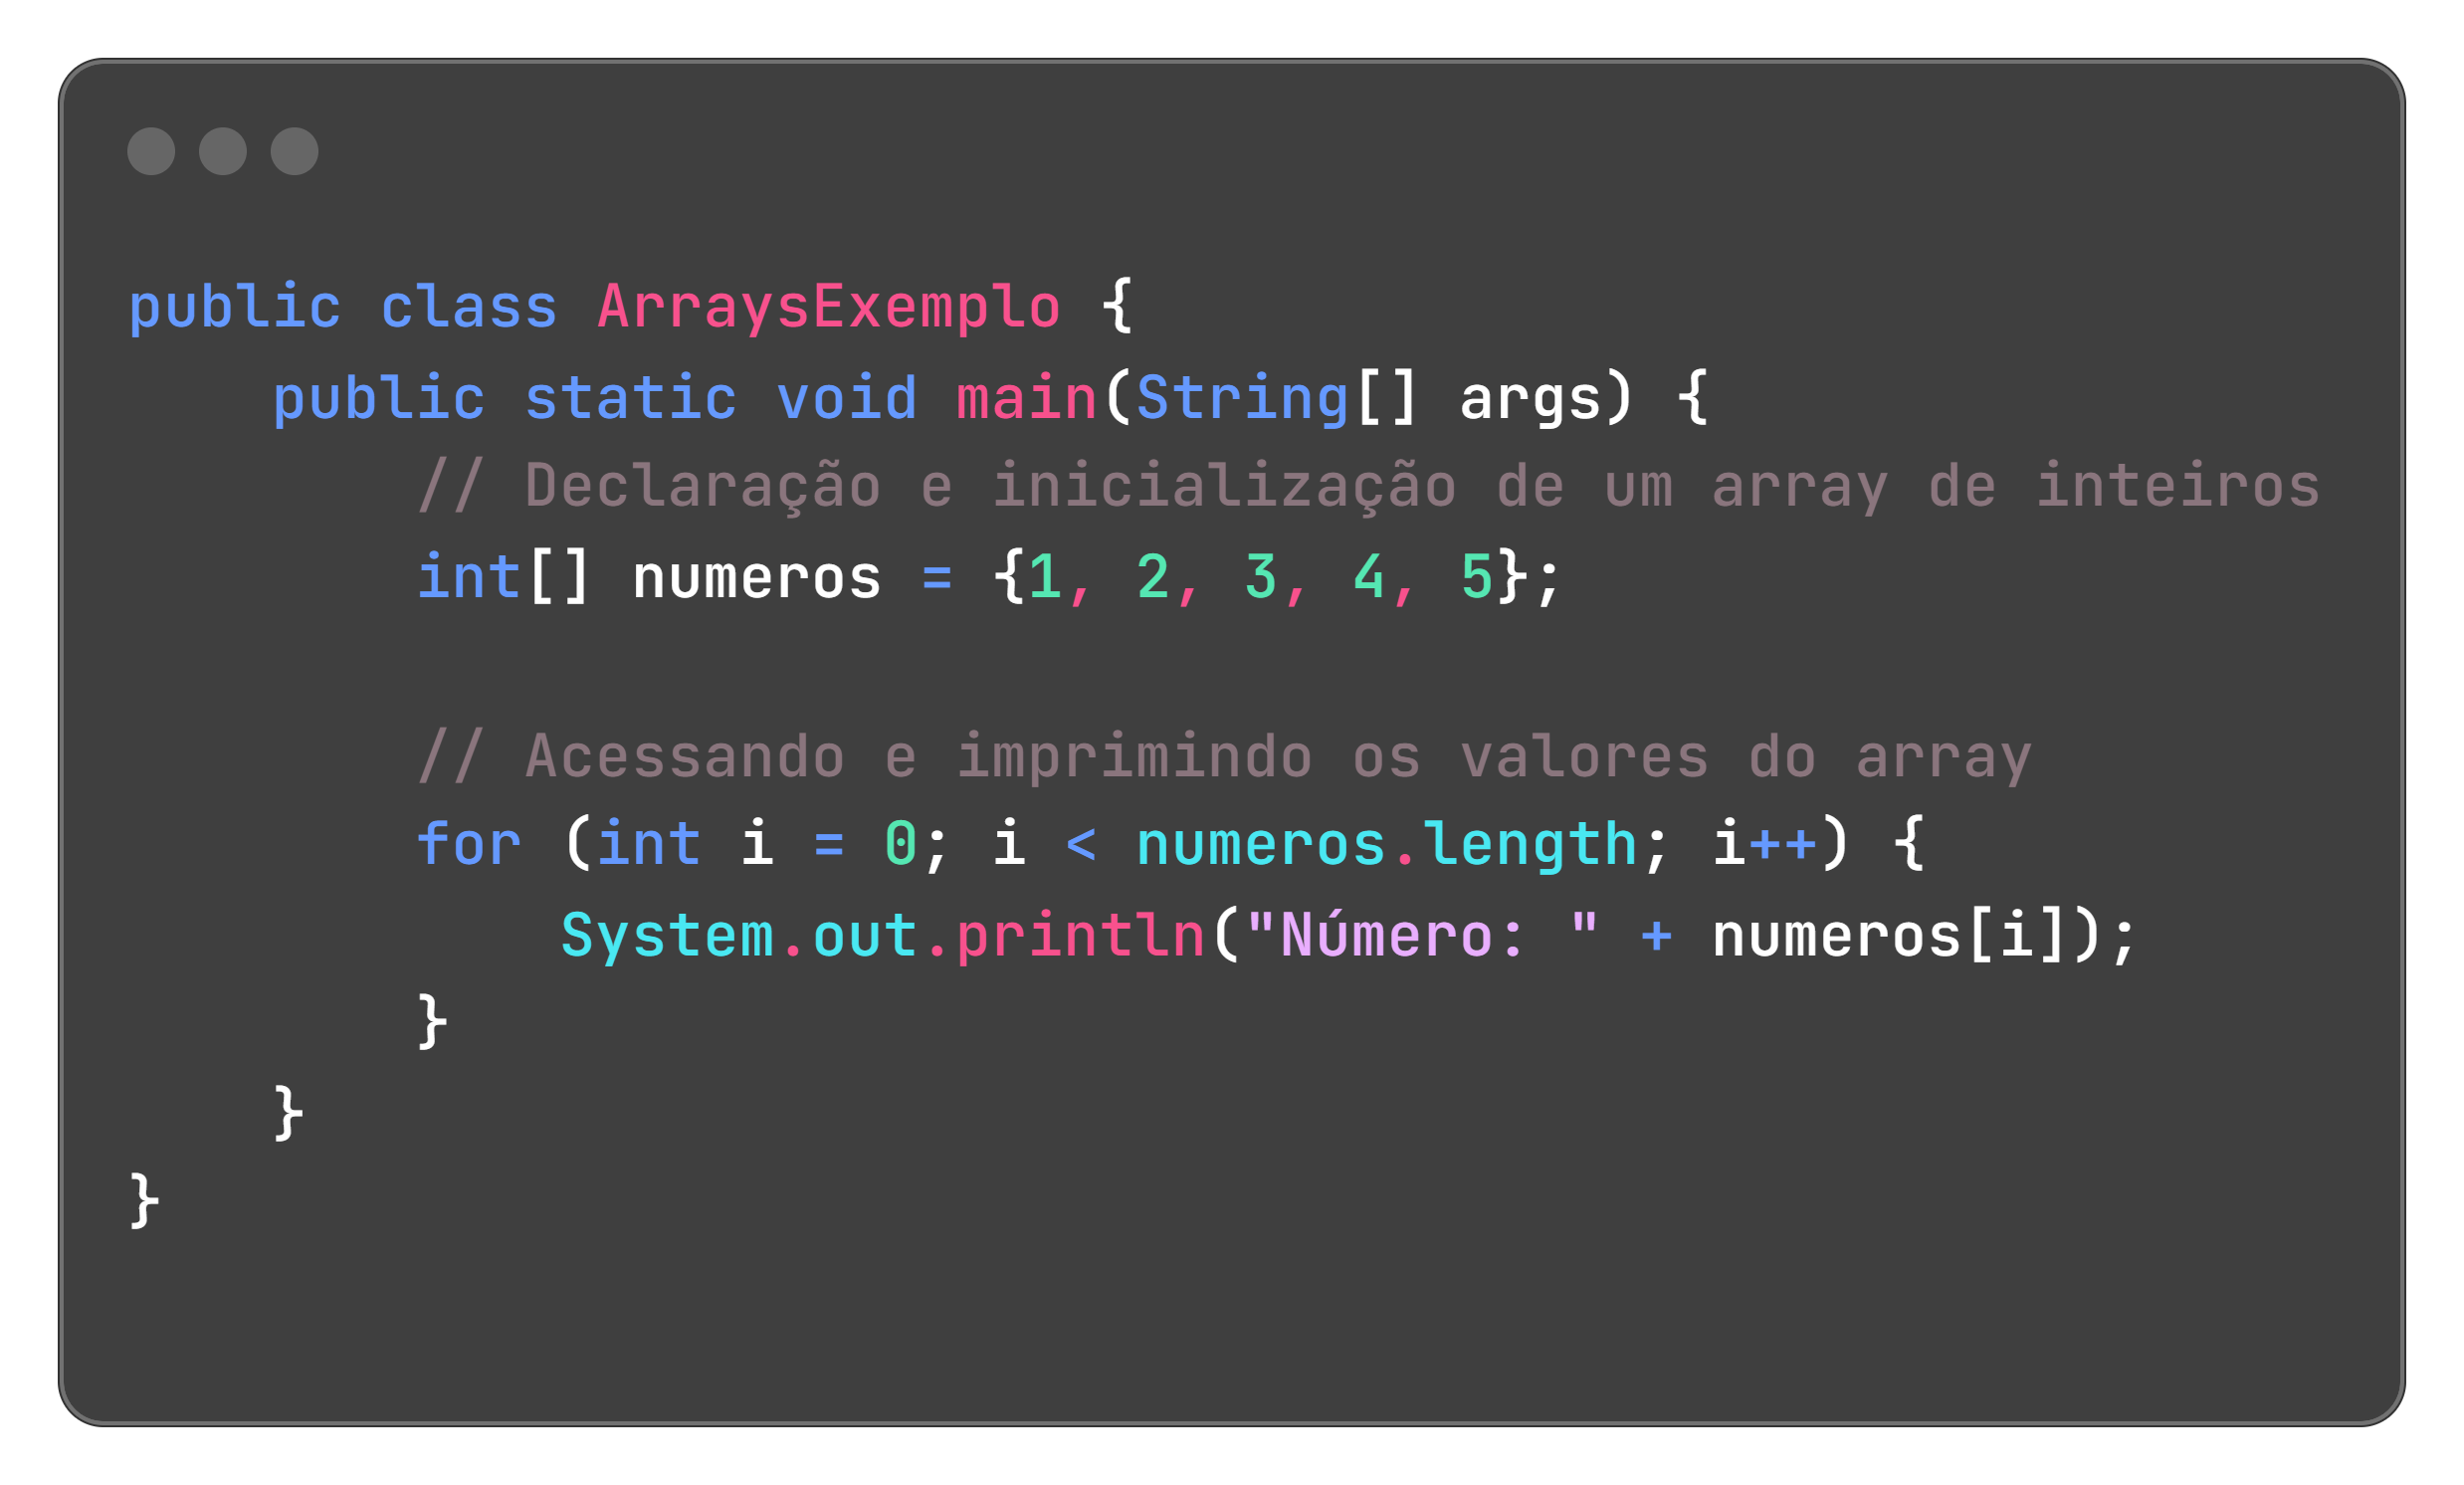 public class ArraysExemplo {
    public static void main(String[] args) {
        // Declaração e inicialização de um array de inteiros
        int[] numeros = {1, 2, 3, 4, 5};

        // Acessando e imprimindo os valores do array
        for (int i = 0; i < numeros.length; i++) {
            System.out.println("Número: " + numeros[i]);
        }
    }
}